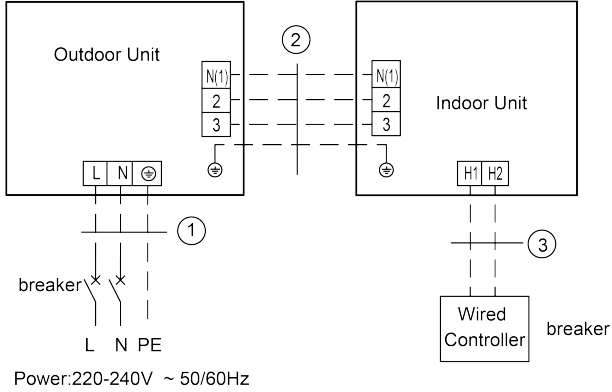 Outdoor Unit
N(1)
2
3
2
N(1)
2
3
Indoor Unit
L N
H1 H2
1
3
breaker
Wired
Controller
breaker
L N PE
Power:220-240V ~ 50/60Hz